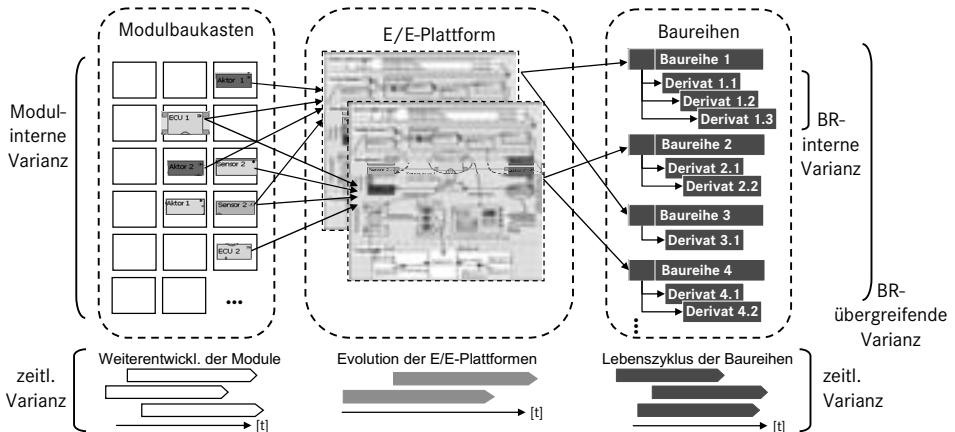 Modulbaukasten
E/E-Plattform
Baureihen
Modul-
interne
Varianz
Aktor 1
ECU 1
Aktor 2
Sensor 2
Aktor 1
Sensor 2
ECU 2
...
Baureihe 1
Derivat 1.1
Derivat 1.2
Derivat 1.3
Baureihe 2
Derivat 2.1
Derivat 2.2
Baureihe 3
Derivat 3.1
Baureihe 4
Derivat 4.1
Derivat 4.2
BR-
interne
Varianz
BR-
übergreifende
Varianz
zeitl.
Varianz
Weiterentwickl. der Module
[t]
Evolution der E/E-Plattformen
[t]
Lebenszyklus der Baureihen
[t]
zeitl.
Varianz